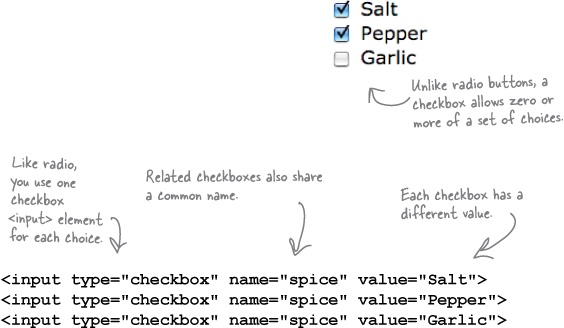 Salt
Pepper
Garlic
Unlike radio buttons, a
checkbox allows zero or
more of a set of choices.
Like radio,
you use one
checkbox
<input> element
for each choice.
Related checkboxes also share
a common name.
Each checkbox has a
different value.
<input type="checkbox" name="spice" value="Salt">
<input type="checkbox" name="spice" value="Pepper">
<input type="checkbox" name="spice" value="Garlic">